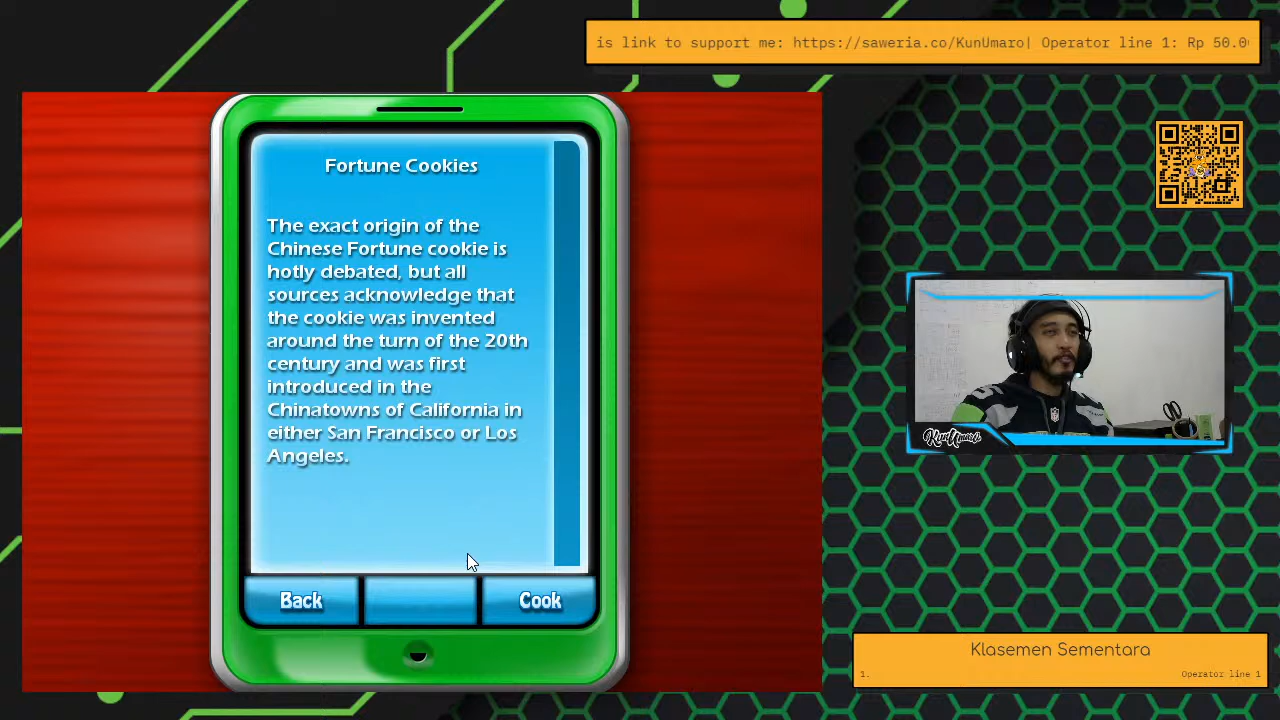 is link to support me: https://saweria.co/KunUmaro| Operator line 1: Rp 50.0
Fortune Cookies
The exact origin of the
Chinese Fortune cookie is
hotly debated, but all
sources acknowledge that
the cookie was invented
around the turn of the 20th
century and was first
introduced in the
Chinatowns of California in
either San Francisco or Los
Angeles.
Back
Cook
KunUmaro
Klasemen Sementara
1.
Operator line 1